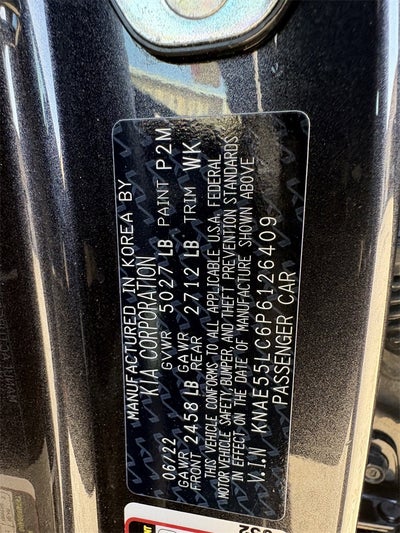 MANUFACTURED IN KOREA BY
KIA CORPORATION
06/22 GVWR 5027 LB PAINT P2M
GAWR FRONT 2458 LB GAWR REAR 2712 LB TRIM WK
THIS VEHICLE CONFORMS TO ALL APPLICABLE U.S.A. FEDERAL
MOTOR VEHICLE SAFETY, BUMPER, AND THEFT PREVENTION STANDARDS
IN EFFECT ON THE DATE OF MANUFACTURE SHOWN ABOVE
V.I.N KNAE55LC6P6126409
PASSENGER CAR
632